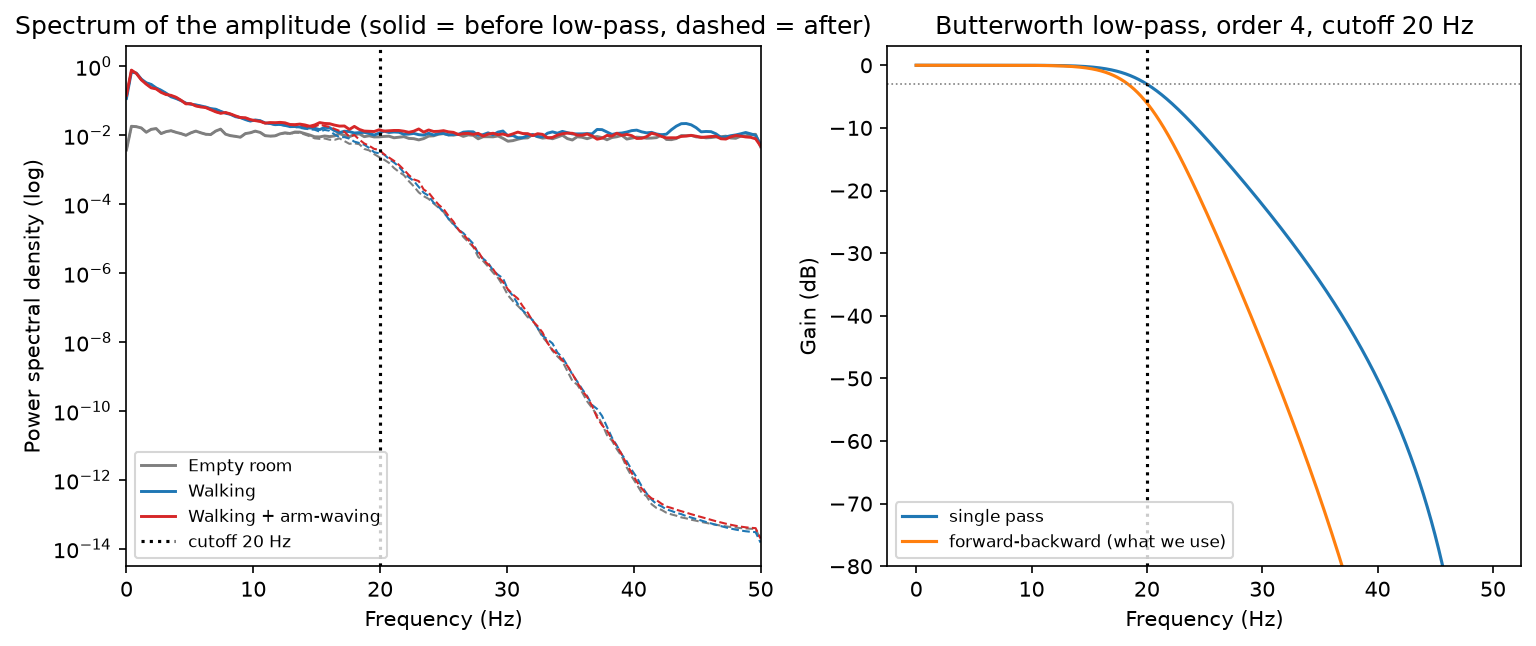 Spectrum of the amplitude (solid = before low-pass, dashed = after)
Power spectral density (log)
10^0
10^-2
10^-4
10^-6
10^-8
10^-10
10^-12
10^-14
Empty room
Walking
Walking + arm-waving
cutoff 20 Hz
0 10 20 30 40 50
Frequency (Hz)
Butterworth low-pass, order 4, cutoff 20 Hz
Gain (dB)
0
−10
−20
−30
−40
−50
−60
−70
−80
single pass
forward-backward (what we use)
0 10 20 30 40 50
Frequency (Hz)